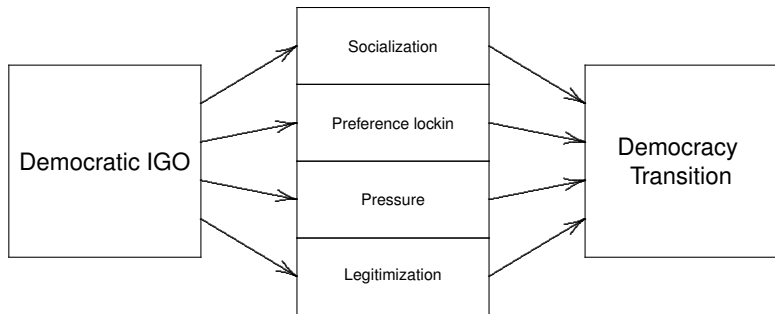 Socialization
Preference lockin
Democratic IGO
Democracy
Transition
Pressure
Legitimization